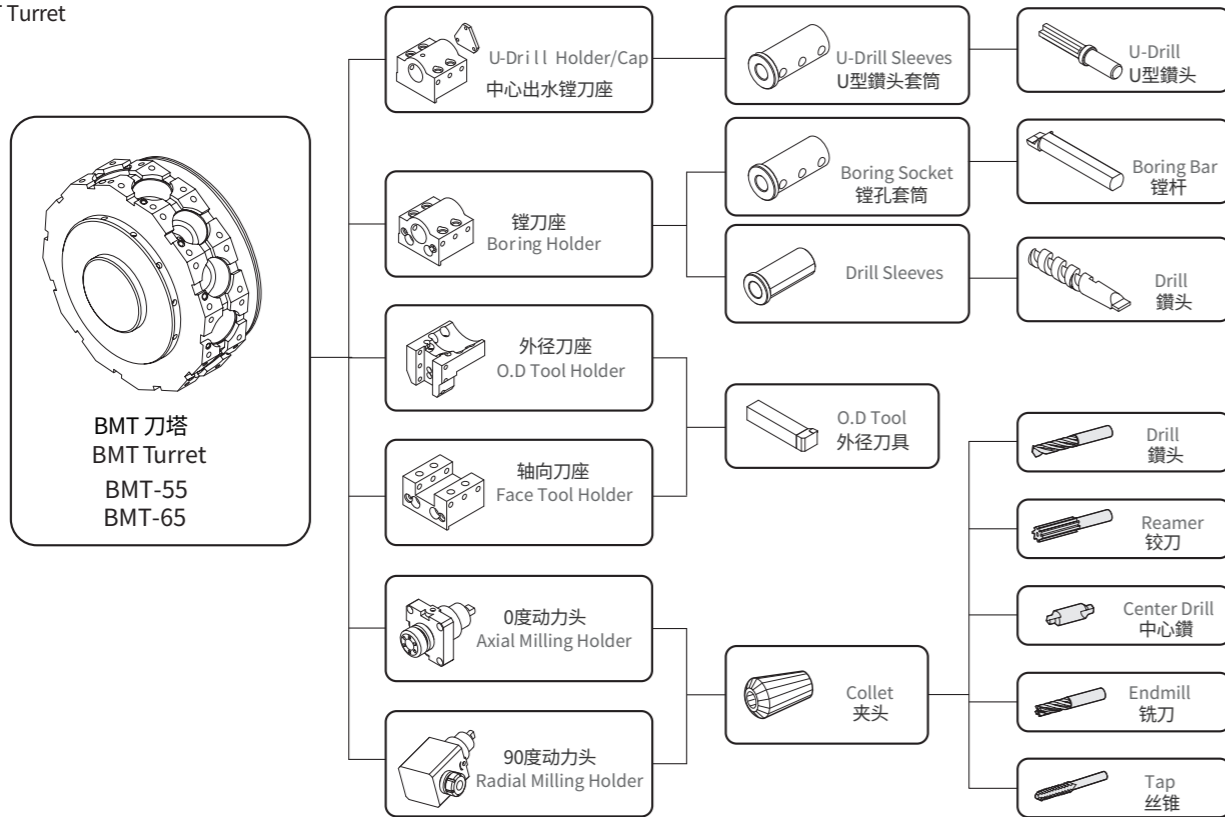 Turret
BMT 刀塔
BMT Turret
BMT-55
BMT-65
U-Drill Holder/Cap
中心出水镗刀座
镗刀座
Boring Holder
外径刀座
O.D Tool Holder
轴向刀座
Face Tool Holder
0度动力头
Axial Milling Holder
90度动力头
Radial Milling Holder
U-Drill Sleeves
U型鑽头套筒
Boring Socket
镗孔套筒
Drill Sleeves
O.D Tool
外径刀具
Collet
夹头
U-Drill
U型鑽头
Boring Bar
镗杆
Drill
鑽头
Drill
鑽头
Reamer
铰刀
Center Drill
中心鑽
Endmill
铣刀
Tap
丝锥